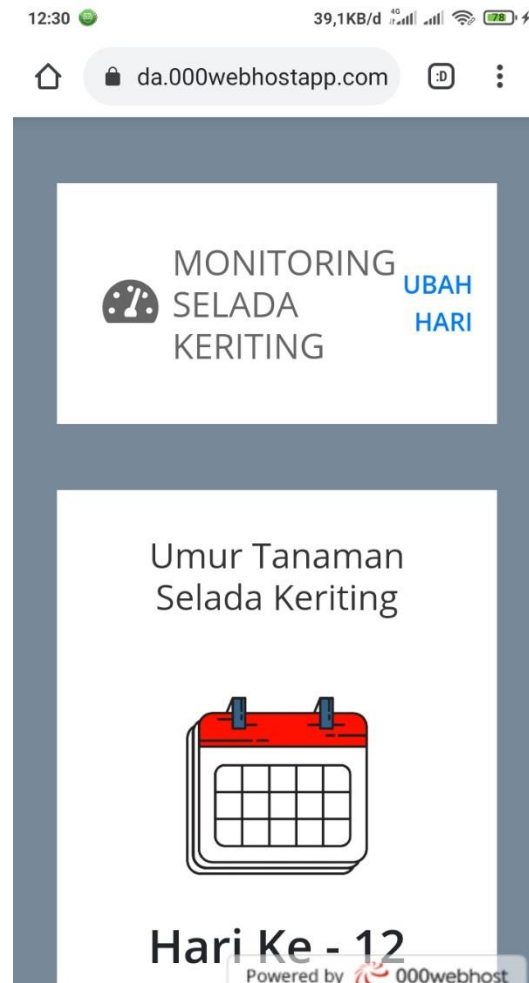 12:30
39,1KB/d 4G 78
da.000webhostapp.com :D
MONITORING
SELADA
KERITING
UBAH
HARI
Umur Tanaman
Selada Keriting
Hari Ke - 12
Powered by 000webhost